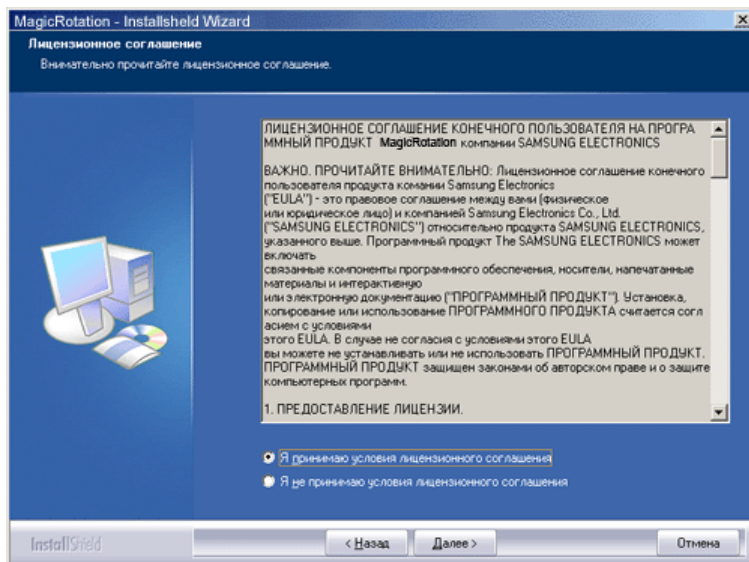 MagicRotation - Installsheld Wizard
Лицензионное соглашение
Внимательно прочитайте лицензионное соглашение.
ЛИЦЕНЗИОННОЕ СОГЛАШЕНИЕ КОНЕЧНОГО ПОЛЬЗОВАТЕЛЯ НА ПРОГРА
ММНЫЙ ПРОДУКТ MagicRotation компании SAMSUNG ELECTRONICS
ВАЖНО. ПРОЧИТАЙТЕ ВНИМАТЕЛЬНО: Лицензионное соглашение конечного
пользователя продукта комании Samsung Electronics
("EULA") - это правовое соглашение между вами (физическое
или юридическое лицо) и компанией Samsung Electronics Co., Ltd.
("SAMSUNG ELECTRONICS") относительно продукта SAMSUNG ELECTRONICS,
указанного выше. Программный продукт The SAMSUNG ELECTRONICS может
включать
связанные компоненты программного обеспечения, носители, напечатанные
материалы и интерактивную
или электронную документацию ("ПРОГРАММНЫЙ ПРОДУКТ"). Установка,
копирование или использование ПРОГРАММНОГО ПРОДУКТА считается согл
асием с условиями
этого EULA. В случае не согласия с условиями этого EULA
вы можете не устанавливать или не использовать ПРОГРАММНЫЙ ПРОДУКТ.
ПРОГРАММНЫЙ ПРОДУКТ защищен законами об авторском праве и о защите
компьютерных программ.
1. ПРЕДОСТАВЛЕНИЕ ЛИЦЕНЗИИ.
Я принимаю условия лицензионного соглашения
Я не принимаю условия лицензионного соглашения
InstallShield
< Назад
Далее >
Отмена